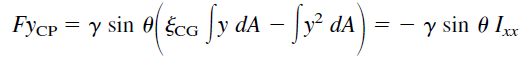 Fy_CP = γ sin θ(ξ_CG ∫y dA − ∫y² dA) = − γ sin θ I_xx